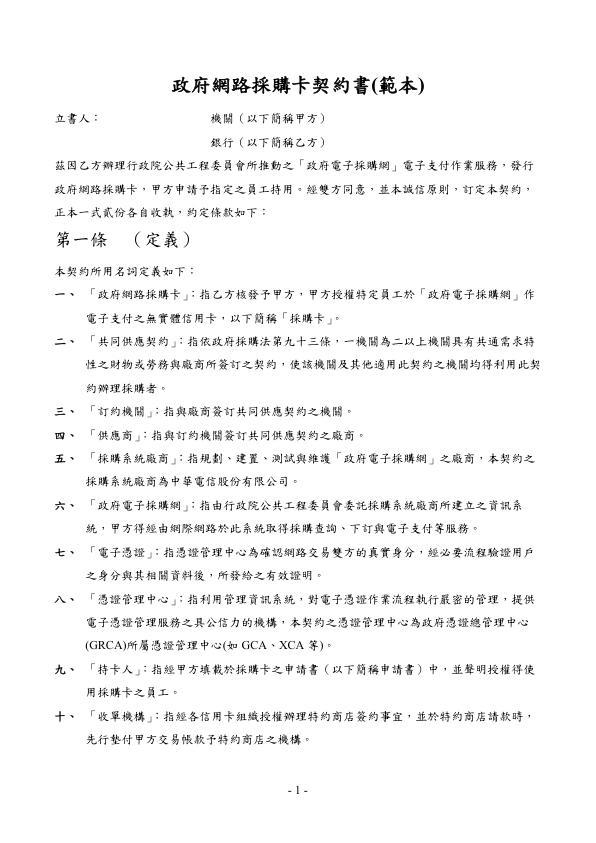 政府網路採購卡契約書(範本)
立書人： 機關（以下簡稱甲方）
銀行（以下簡稱乙方）
茲因乙方辦理行政院公共工程委員會所推動之「政府電子採購網」電子支付作業服務，發行
政府網路採購卡，甲方申請予指定之員工持用。經雙方同意，並本誠信原則，訂定本契約，
正本一式貳份各自收執，約定條款如下：
第一條 （定義）
本契約所用名詞定義如下：
一、 「政府網路採購卡」：指乙方核發予甲方，甲方授權特定員工於「政府電子採購網」作
電子支付之無實體信用卡，以下簡稱「採購卡」。
二、 「共同供應契約」：指依政府採購法第九十三條，一機關為二以上機關具有共通需求特
性之財物或勞務與廠商所簽訂之契約，使該機關及其他適用此契約之機關均得利用此契
約辦理採購者。
三、 「訂約機關」：指與廠商簽訂共同供應契約之機關。
四、 「供應商」：指與訂約機關簽訂共同供應契約之廠商。
五、 「採購系統廠商」：指規劃、建置、測試與維護「政府電子採購網」之廠商，本契約之
採購系統廠商為中華電信股份有限公司。
六、 「政府電子採購網」：指由行政院公共工程委員會委託採購系統廠商所建立之資訊系
統，甲方得經由網際網路於此系統取得採購查詢、下訂與電子支付等服務。
七、 「電子憑證」：指憑證管理中心為確認網路交易雙方的真實身分，經必要流程驗證用戶
之身分與其相關資料後，所發給之有效證明。
八、 「憑證管理中心」：指利用管理資訊系統，對電子憑證作業流程執行嚴密的管理，提供
電子憑證管理服務之具公信力的機構，本契約之憑證管理中心為政府憑證總管理中心
(GRCA)所屬憑證管理中心(如 GCA、XCA 等)。
九、 「持卡人」：指經甲方填載於採購卡之申請書（以下簡稱申請書）中，並聲明授權得使
用採購卡之員工。
十、 「收單機構」：指經各信用卡組織授權辦理特約商店簽約事宜，並於特約商店請款時，
先行墊付甲方交易帳款予特約商店之機構。
- 1 -